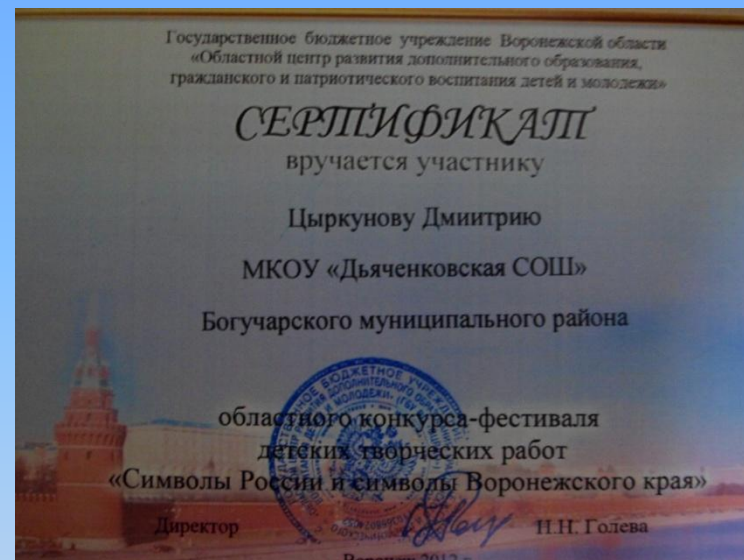 Государственное бюджетное учреждение Воронежской области
«Областной центр развития дополнительного образования,
гражданского и патриотического воспитания детей и молодежи»
СЕРТИФИКАТ
вручается участнику
Цыркунову Дмиитрию
МКОУ «Дьяченковская СОШ»
Богучарского муниципального района
областного конкурса-фестиваля
детских творческих работ
«Символы России и символы Воронежского края»
Директор Н.Н. Голева